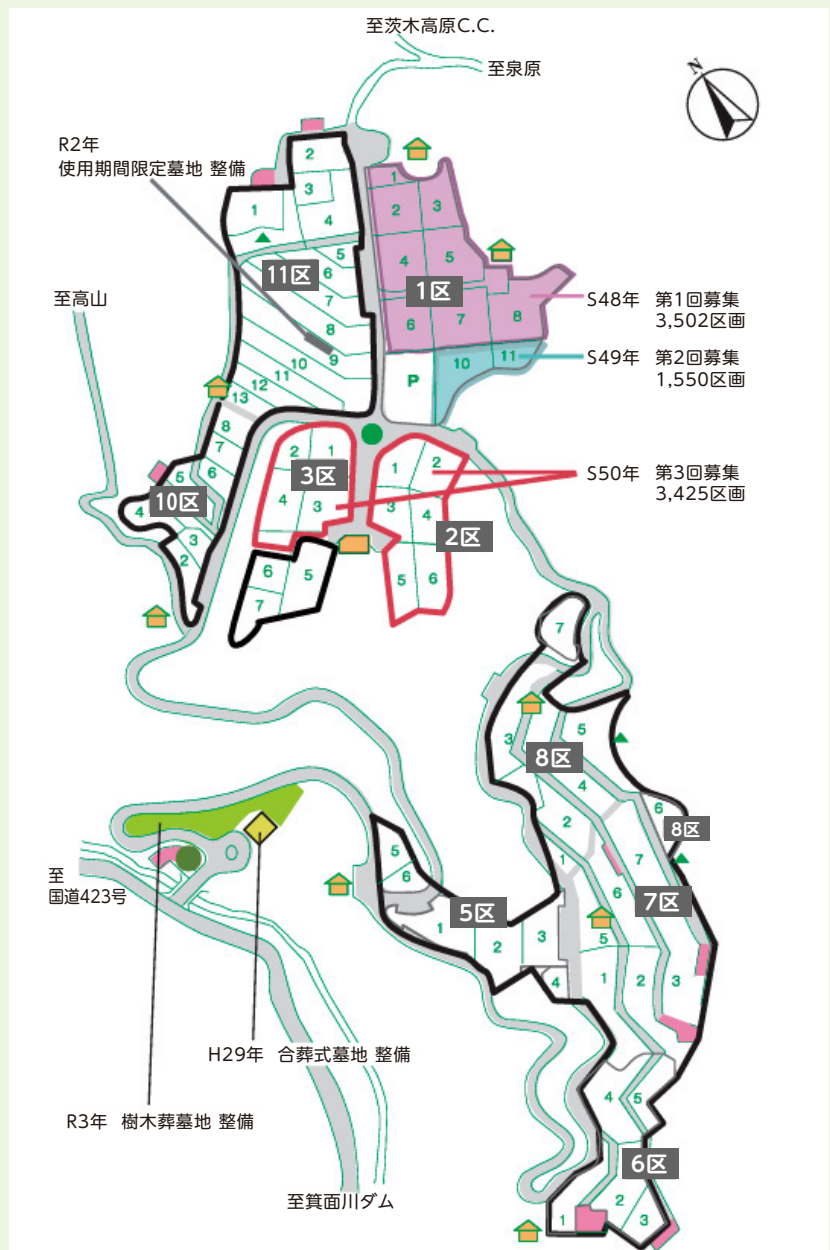 至茨木高原C.C.
至泉原
N
R2年
使用期間限定墓地 整備
2
3
1
4
1
2
3
5
11区
6
4
5
1区
至高山
7
S48年 第1回募集
3,502区画
8
6
7
8
9
S49年 第2回募集
1,550区画
10
11
10
11
P
12
13
8
7
6
2
1
3区
1
2
S50年 第3回募集
3,425区画
5
10区
4
4
3
3
4
2区
3
2
6
5
5
6
7
7
3
5
8区
4
6
8区
2
7
5
6
1
至
国道423号
6
7区
5区
1
2
3
5
4
1
2
3
H29年 合葬式墓地 整備
4
5
R3年 樹木葬墓地 整備
6区
至箕面川ダム
2
1
3